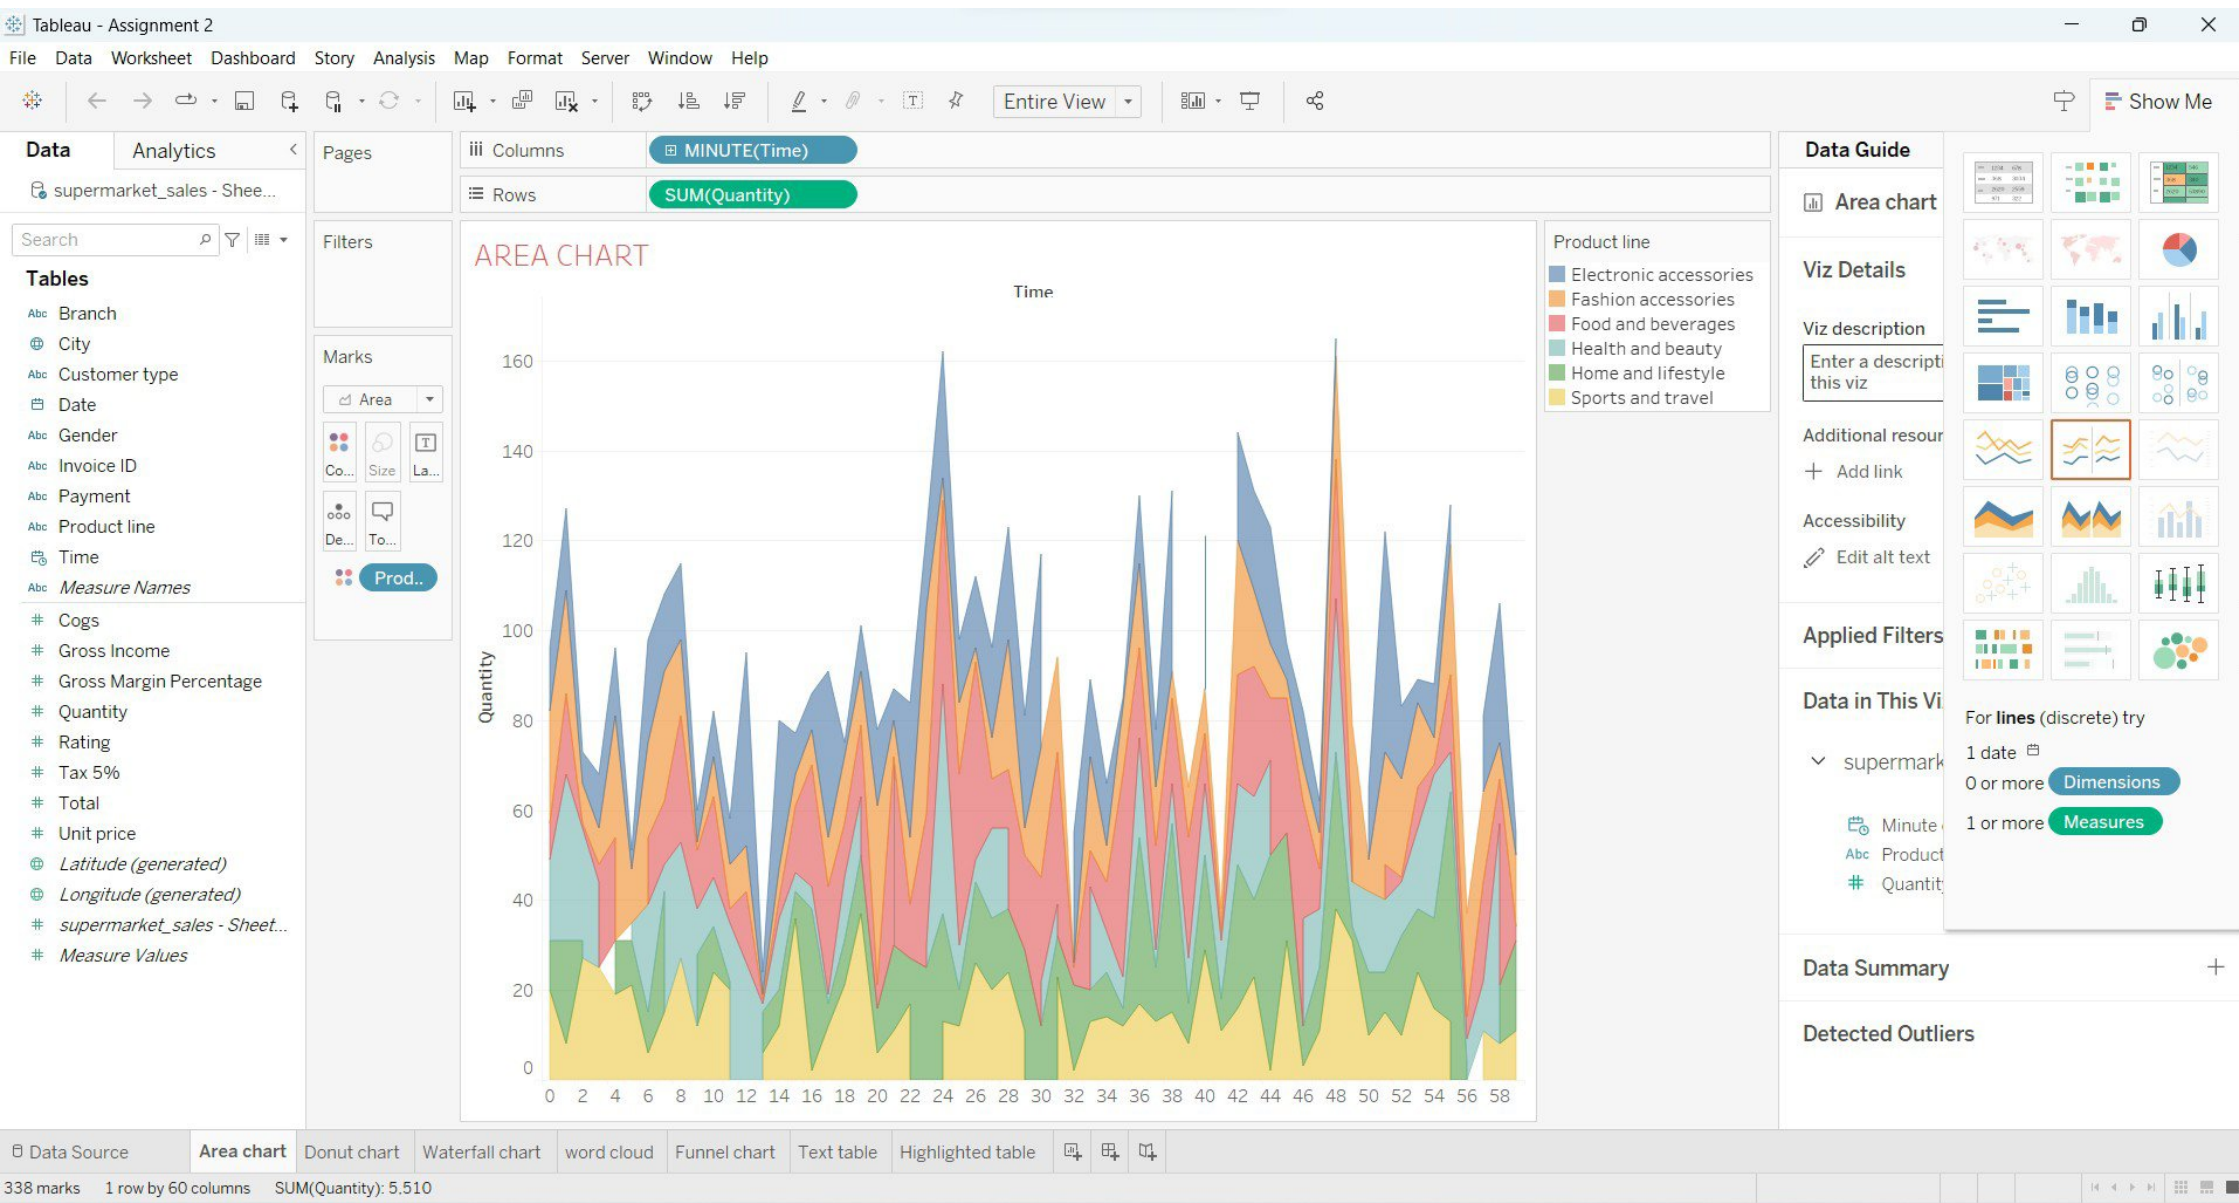 Tableau - Assignment 2
File Data Worksheet Dashboard Story Analysis Map Format Server Window Help
Entire View
Show Me
Data
Analytics
supermarket_sales - Shee...
Search
Tables
Abc Branch
City
Abc Customer type
Date
Abc Gender
Abc Invoice ID
Abc Payment
Abc Product line
Time
Abc Measure Names
# Cogs
# Gross Income
# Gross Margin Percentage
# Quantity
# Rating
# Tax 5%
# Total
# Unit price
Latitude (generated)
Longitude (generated)
# supermarket_sales - Sheet...
# Measure Values
Pages
Filters
Marks
Area
Co... Size La...
De... To...
Prod..
Columns
MINUTE(Time)
Rows
SUM(Quantity)
AREA CHART
Time
Quantity
160
140
120
100
80
60
40
20
0
0 2 4 6 8 10 12 14 16 18 20 22 24 26 28 30 32 34 36 38 40 42 44 46 48 50 52 54 56 58
Product line
Electronic accessories
Fashion accessories
Food and beverages
Health and beauty
Home and lifestyle
Sports and travel
Data Guide
Area chart
Viz Details
Viz description
Enter a descripti
this viz
Additional resour
Add link
Accessibility
Edit alt text
Applied Filters
Data in This Vi
supermark
Minute
Abc Product
# Quantit
Data Summary
Detected Outliers
For lines (discrete) try
1 date
0 or more Dimensions
1 or more Measures
Data Source
Area chart
Donut chart
Waterfall chart
word cloud
Funnel chart
Text table
Highlighted table
338 marks 1 row by 60 columns SUM(Quantity): 5.510